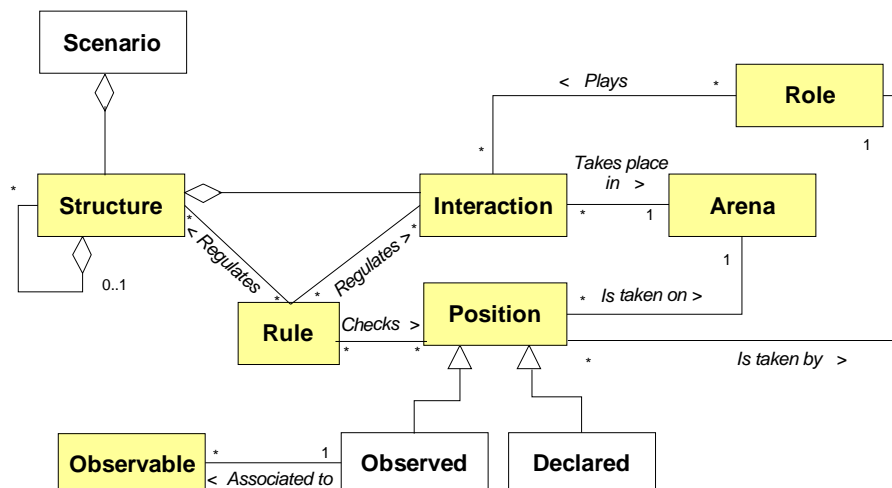 Scenario
< Plays
*
Role
*
1
Takes place
in >
*
Structure
Interaction
*
1
Arena
*
*
< Regulates
Regulates >
1
0..1
*
*
*
Is taken on >
Rule
Checks >
Position
*
*
*
Is taken by >
*
1
Observable
Observed
Declared
< Associated to